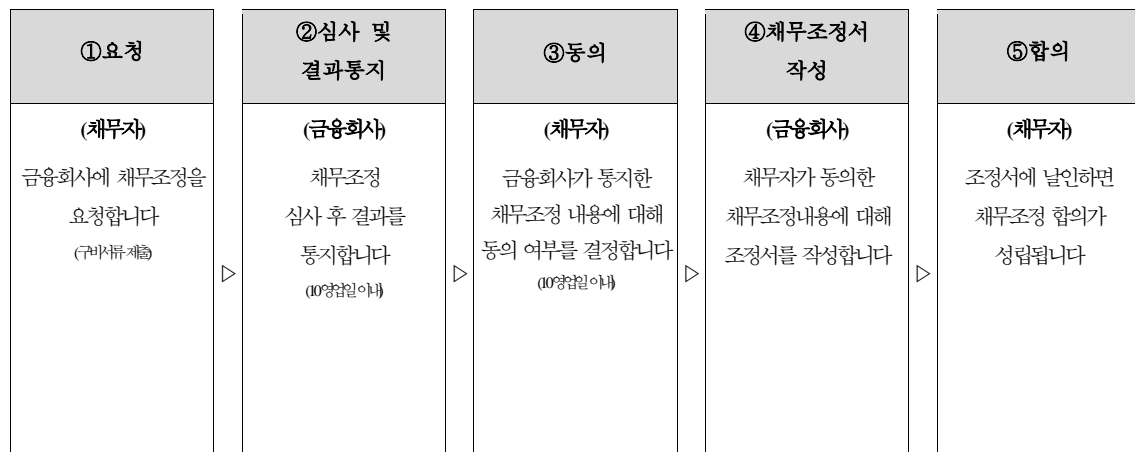 ①요청
(채무자)
금융회사에 채무조정을
요청합니다
(구비서류 제출)
▷
②심사 및
결과통지
(금융회사)
채무조정
심사 후 결과를
통지합니다
(10영업일 이내)
▷
③동의
(채무자)
금융회사가 통지한
채무조정 내용에 대해
동의 여부를 결정합니다
(10영업일 이내)
▷
④채무조정서
작성
(금융회사)
채무자가 동의한
채무조정내용에 대해
조정서를 작성합니다
▷
⑤합의
(채무자)
조정서에 날인하면
채무조정 합의가
성립됩니다